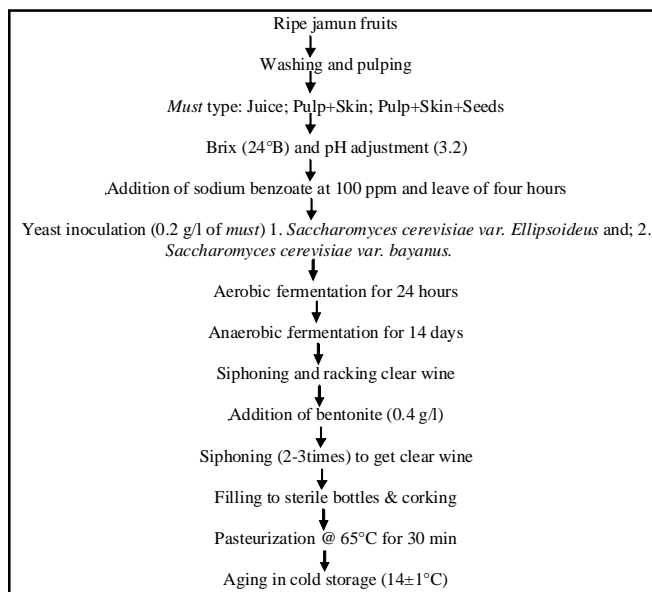 Ripe jamun fruits
Washing and pulping
Must type: Juice; Pulp+Skin; Pulp+Skin+Seeds
Brix (24°B) and pH adjustment (3.2)
Addition of sodium benzoate at 100 ppm and leave of four hours
Yeast inoculation (0.2 g/l of must) 1. Saccharomyces cerevisiae var. Ellipsoideus and; 2.
Saccharomyces cerevisiae var. bayanus.
Aerobic fermentation for 24 hours
Anaerobic fermentation for 14 days
Siphoning and racking clear wine
Addition of bentonite (0.4 g/l)
Siphoning (2-3times) to get clear wine
Filling to sterile bottles & corking
Pasteurization @ 65°C for 30 min
Aging in cold storage (14±1°C)